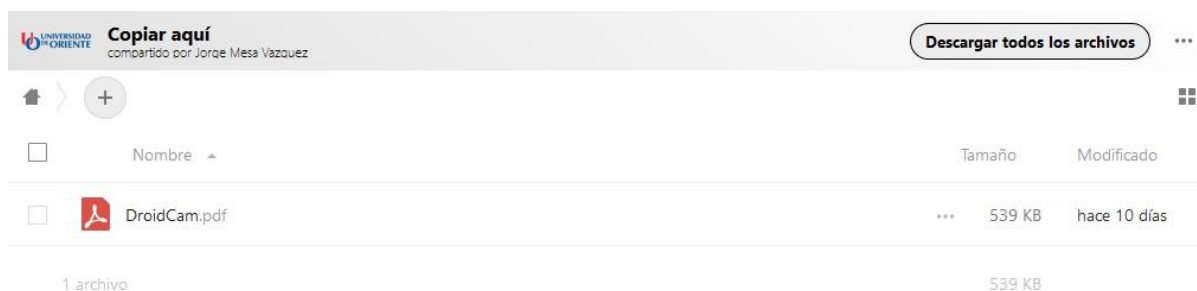 UNIVERSIDAD DE ORIENTE
Copiar aquí
compartido por Jorge Mesa Vazquez
Descargar todos los archivos
Nombre Tamaño Modificado
DroidCam.pdf 539 KB hace 10 días
1 archivo 539 KB